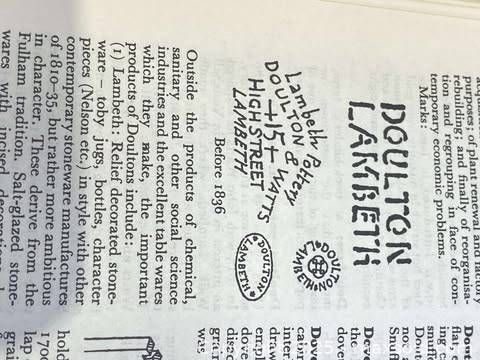 purposes; of plant renewal and factory
rebuilding; and finally of reorganisa-
tion and regrouping in face of con-
temporary economic problems.
Marks:
DOULTON
LAMBETH
DOULTON
LAMBETH
Lambeth Pottery
DOULTON & WATTS
15
HIGH STREET
LAMBETH
DOULTON
LAMBETH
Before 1836
Outside the products of chemical,
sanitary and other social science
industries and the excellent table wares
which they make, the important
products of Doultons include:
(1) Lambeth: Relief decorated stone-
ware – toby jugs, bottles, character
pieces (Nelson etc.) in style with other
contemporary stoneware manufactures
of 1810–35, but rather more ambitious
in character. These derive from the
Fulham tradition. Salt-glazed stone-
wares with incised
hold
lap